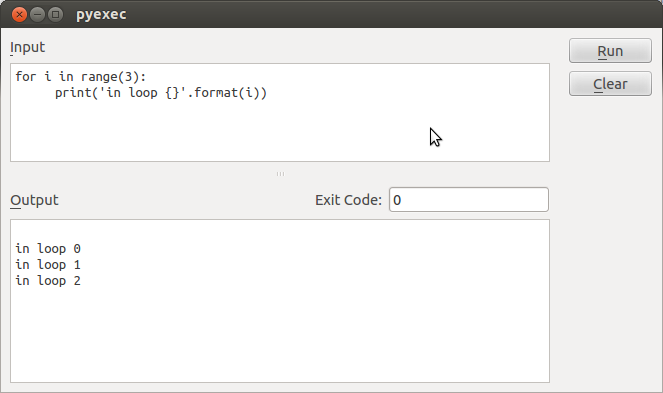 pyexec
Input
Run
for i in range(3):
print('in loop {}'.format(i))
Clear
Output
Exit Code: 0
in loop 0
in loop 1
in loop 2